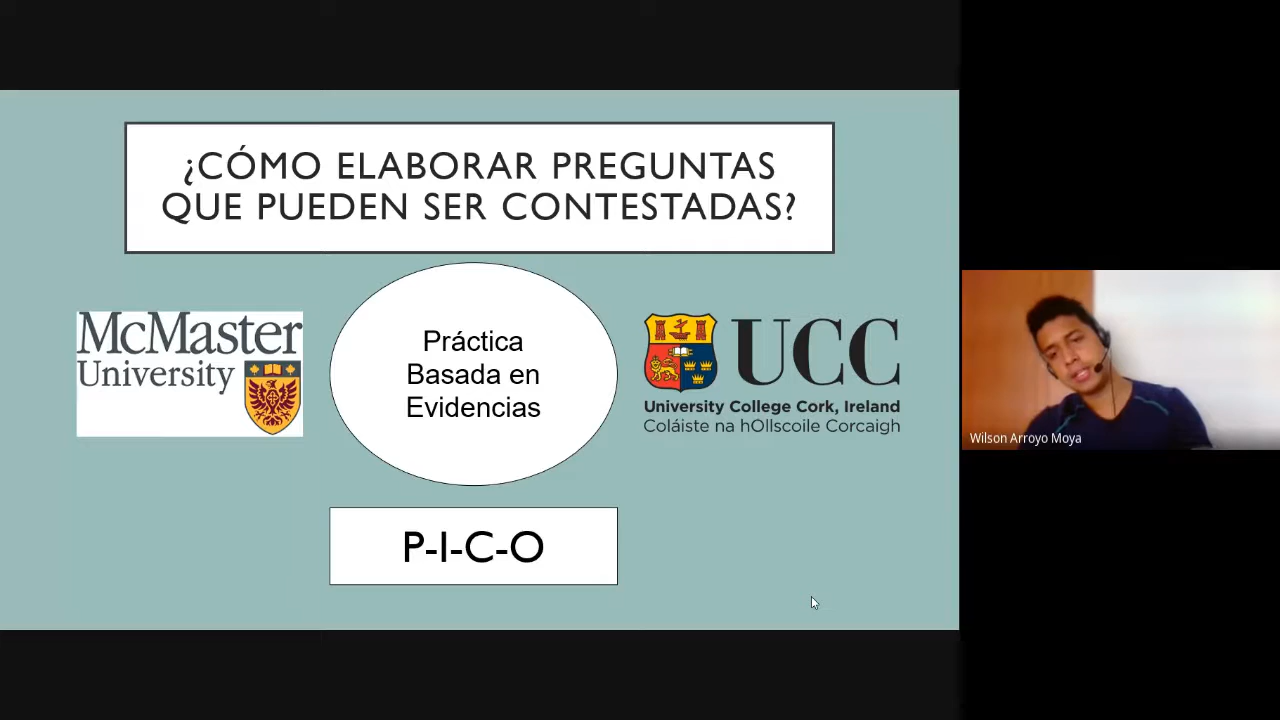 ¿CÓMO ELABORAR PREGUNTAS
QUE PUEDEN SER CONTESTADAS?
McMaster
University
Práctica
Basada en
Evidencias
UCC
University College Cork, Ireland
Coláiste na hOllscoile Corcaigh
P-I-C-O
Wilson Arroyo Moya